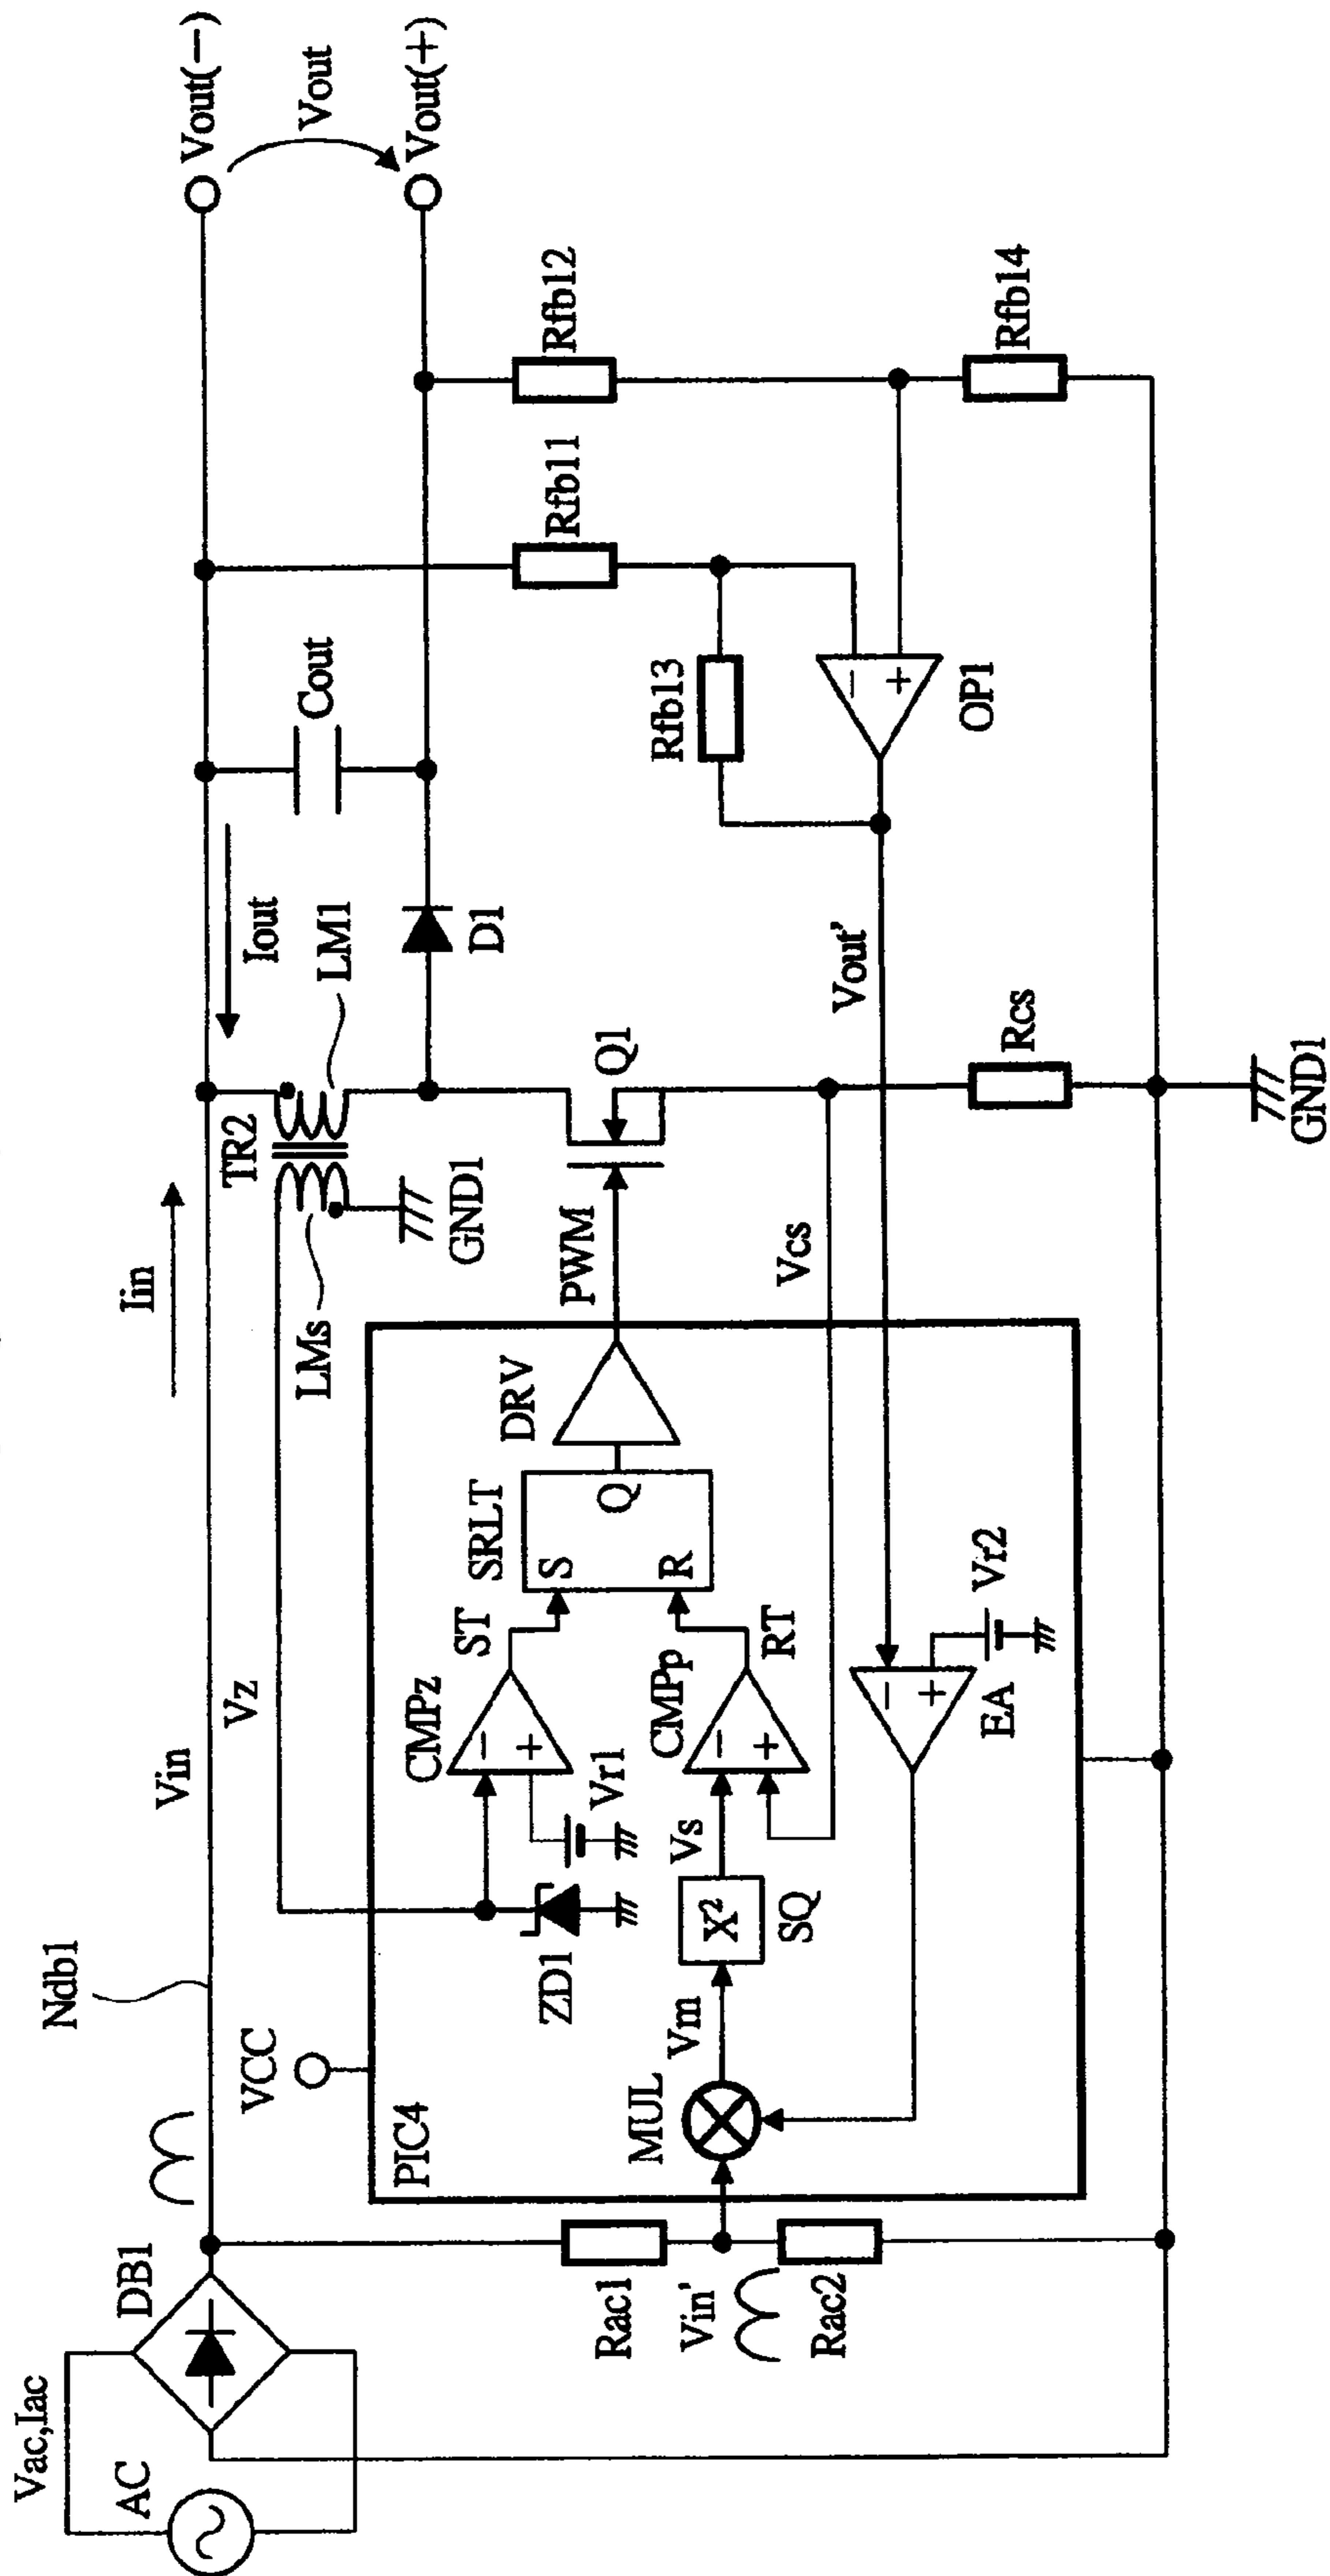 Vac,Iac
AC
DB1
Ndb1
Vin
Iin
Vout(−)
Vout
Vout(+)
VCC
PIC4
Vz
LMs
TR2
GND1
LM1
Iout
Cout
D1
Rfb11
Rfb12
Rfb13
Rfb14
OP1
Vout'
Q1
PWM
Vcs
Rcs
GND1
DRV
SRLT
S
R
Q
ST
RT
CMPz
−
+
Vr1
ZD1
CMPp
−
+
Vs
X²
SQ
Vm
MUL
EA
−
+
Vr2
−
+
Rac1
Vin'
Rac2